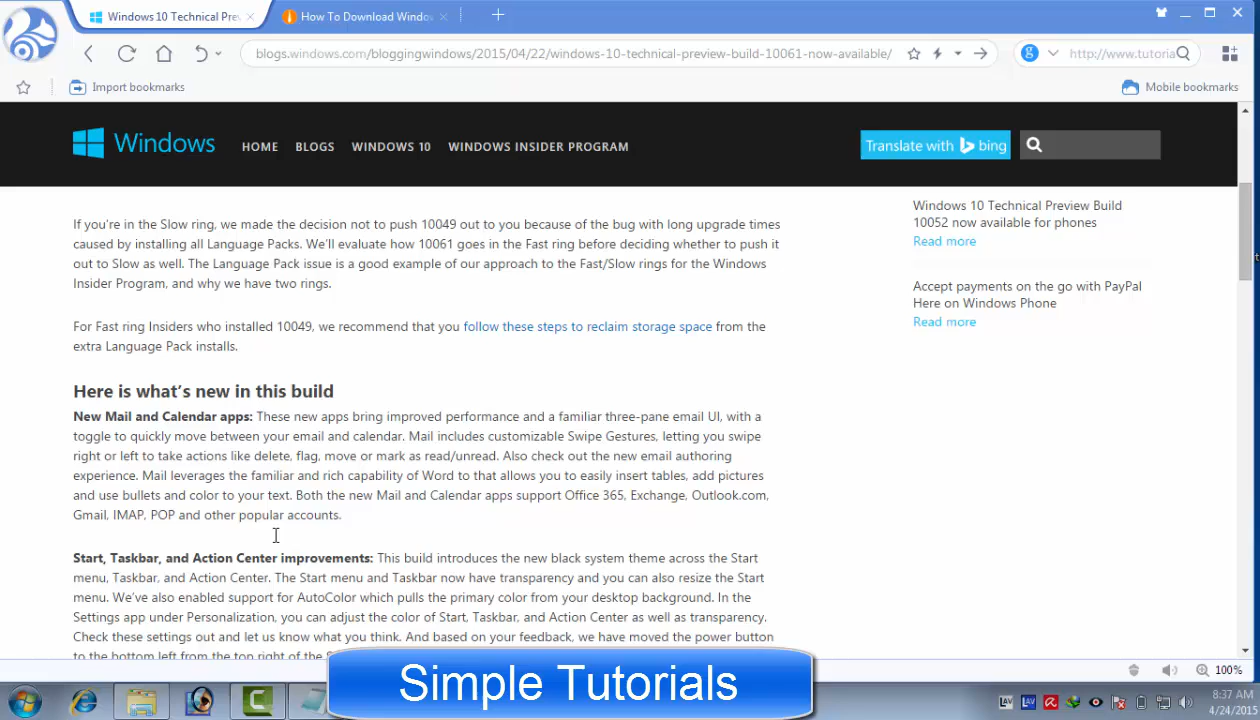 Windows 10 Technical Prev
How To Download Windo
blogs.windows.com/bloggingwindows/2015/04/22/windows-10-technical-preview-build-10061-now-available/
g
http://www.tutoria
Import bookmarks
Mobile bookmarks
Windows
HOME
BLOGS
WINDOWS 10
WINDOWS INSIDER PROGRAM
Translate with bing
If you're in the Slow ring, we made the decision not to push 10049 out to you because of the bug with long upgrade times
caused by installing all Language Packs. We'll evaluate how 10061 goes in the Fast ring before deciding whether to push it
out to Slow as well. The Language Pack issue is a good example of our approach to the Fast/Slow rings for the Windows
Insider Program, and why we have two rings.
For Fast ring Insiders who installed 10049, we recommend that you follow these steps to reclaim storage space from the
extra Language Pack installs.
Here is what's new in this build
New Mail and Calendar apps: These new apps bring improved performance and a familiar three-pane email UI, with a
toggle to quickly move between your email and calendar. Mail includes customizable Swipe Gestures, letting you swipe
right or left to take actions like delete, flag, move or mark as read/unread. Also check out the new email authoring
experience. Mail leverages the familiar and rich capability of Word to that allows you to easily insert tables, add pictures
and use bullets and color to your text. Both the new Mail and Calendar apps support Office 365, Exchange, Outlook.com,
Gmail, IMAP, POP and other popular accounts.
Start, Taskbar, and Action Center improvements: This build introduces the new black system theme across the Start
menu, Taskbar, and Action Center. The Start menu and Taskbar now have transparency and you can also resize the Start
menu. We've also enabled support for AutoColor which pulls the primary color from your desktop background. In the
Settings app under Personalization, you can adjust the color of Start, Taskbar, and Action Center as well as transparency.
Check these settings out and let us know what you think. And based on your feedback, we have moved the power button
to the bottom left from the top right of the
Windows 10 Technical Preview Build
10052 now available for phones
Read more
Accept payments on the go with PayPal
Here on Windows Phone
Read more
100%
Simple Tutorials
LAV
LAV
8:37 AM
4/24/2015